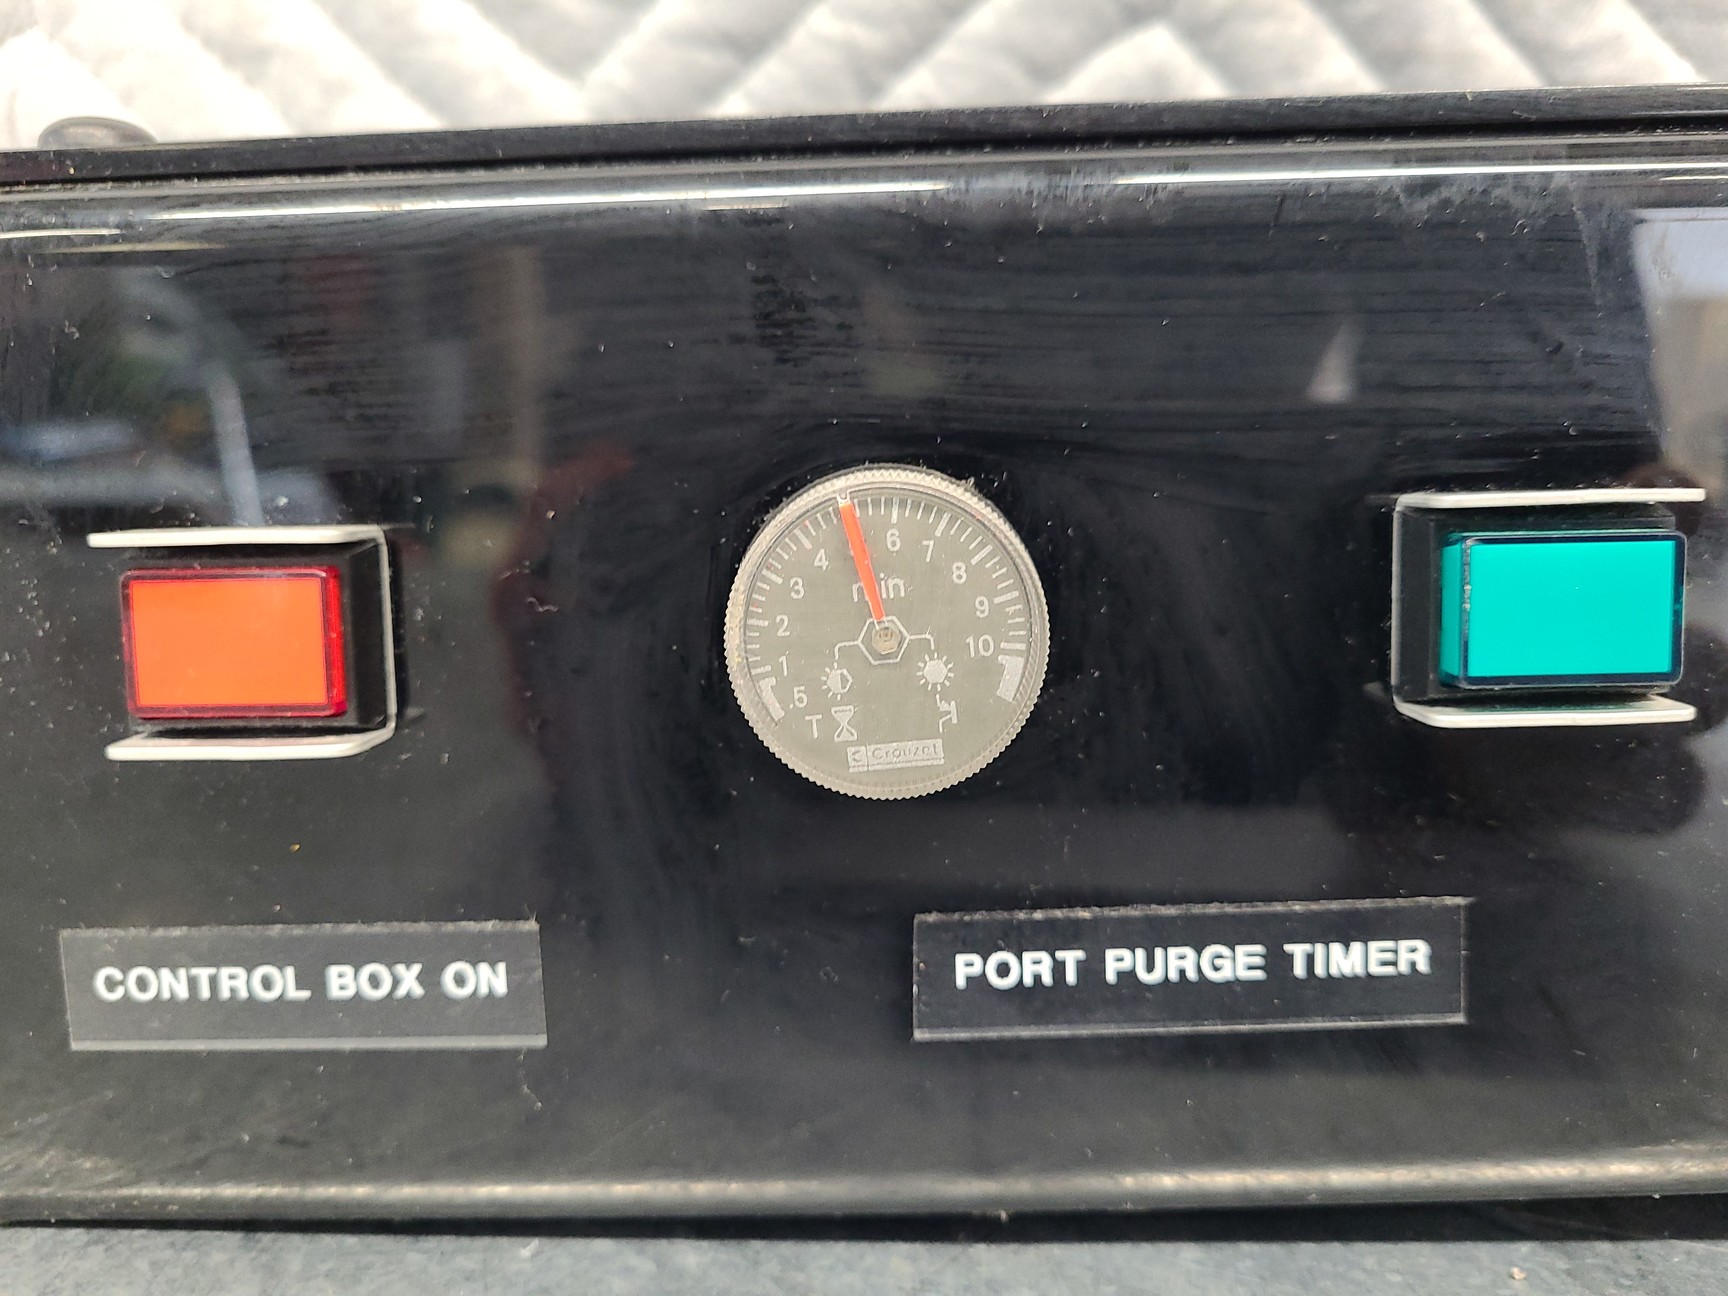 6
4 7
min
3 8
2 9
1 10
.5
T
Crouzet
CONTROL BOX ON
PORT PURGE TIMER